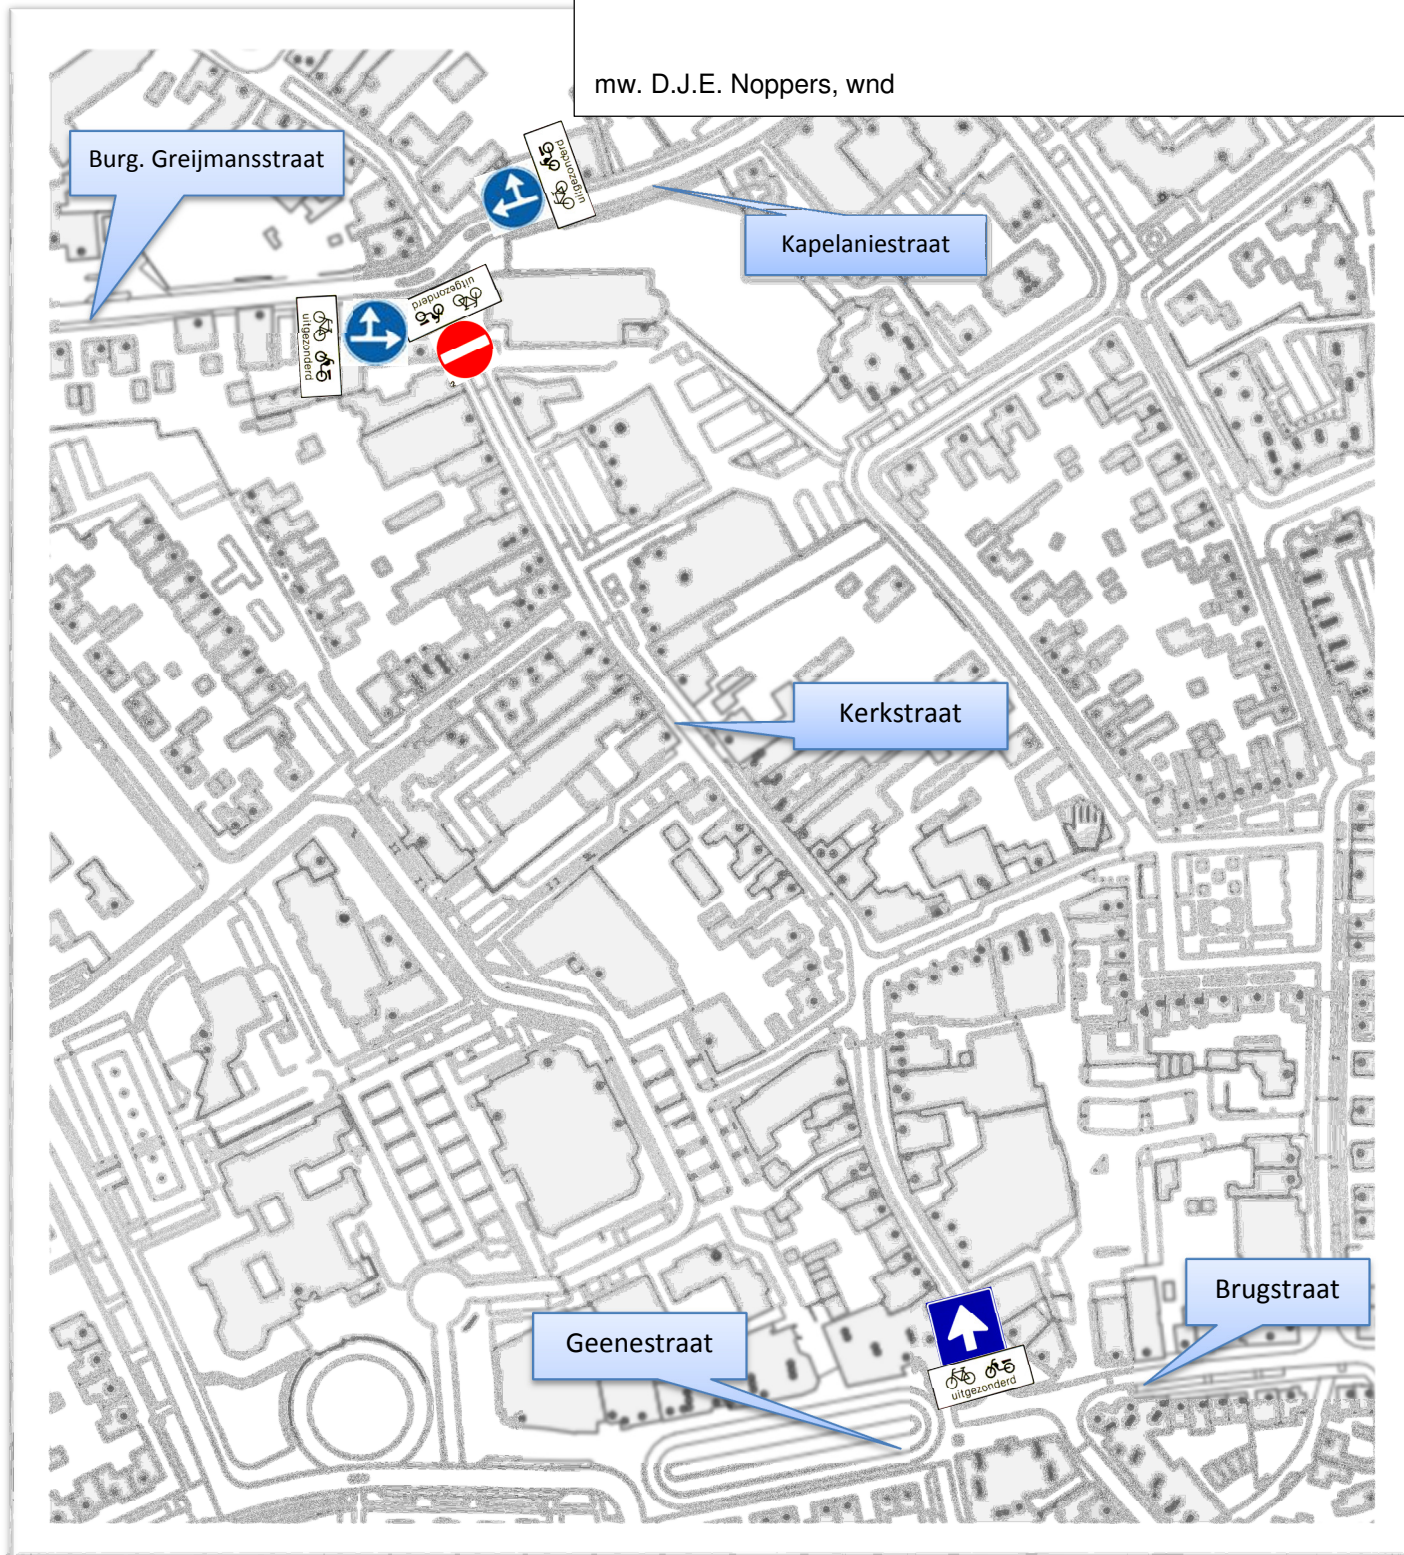 mw. D.J.E. Noppers, wnd
Burg. Greijmansstraat
uitgezonderd
Kapelaniestraat
uitgezonderd
uitgezonderd
Kerkstraat
Brugstraat
Geenestraat
uitgezonderd